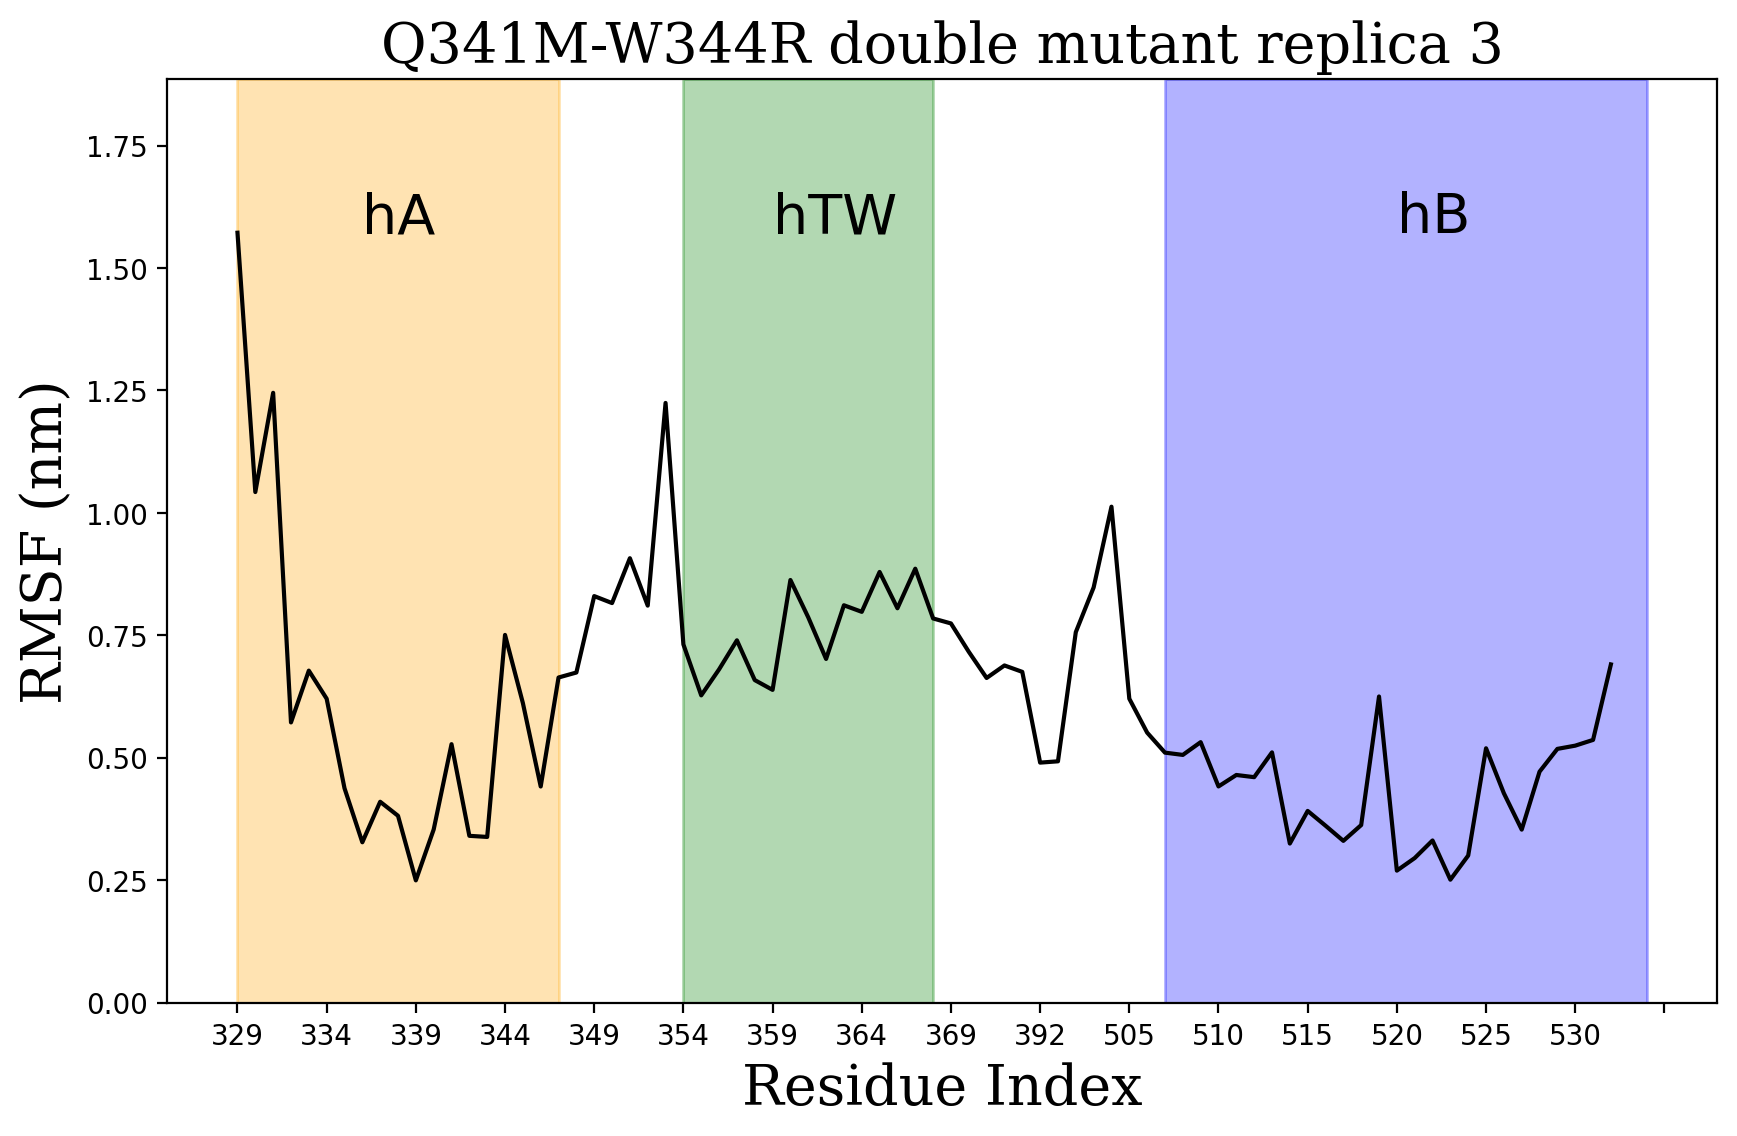 Q341M-W344R double mutant replica 3
1.75
1.50
1.25
1.00
0.75
0.50
0.25
0.00
RMSF (nm)
hA
hTW
hB
329 334 339 344 349 354 359 364 369 392 505 510 515 520 525 530
Residue Index